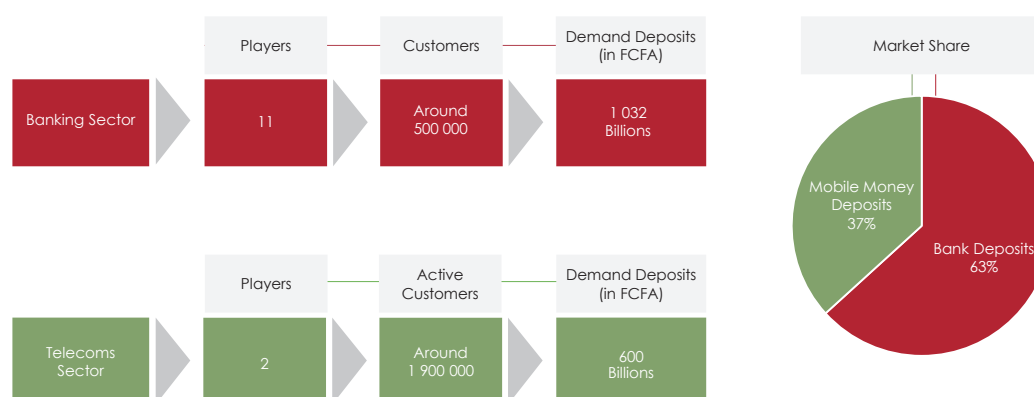 Players
Customers
Demand Deposits
(in FCFA)
Market Share
Banking Sector
11
Around
500 000
1 032
Billions
Mobile Money
Deposits
37%
Bank Deposits
63%
Players
Active
Customers
Demand Deposits
(in FCFA)
Telecoms
Sector
2
Around
1 900 000
600
Billions